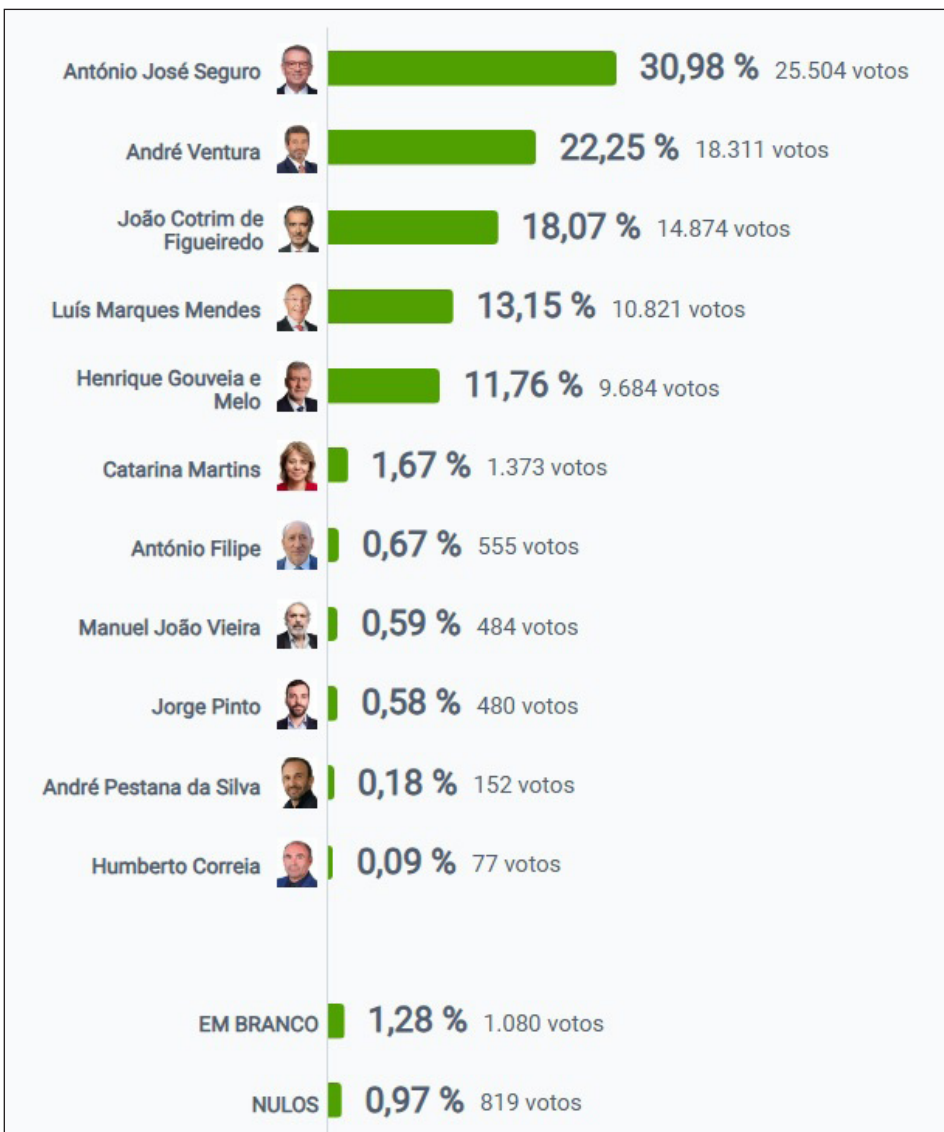 António José Seguro 30,98 % 25.504 votos
André Ventura 22,25 % 18.311 votos
João Cotrim de
Figueiredo 18,07 % 14.874 votos
Luís Marques Mendes 13,15 % 10.821 votos
Henrique Gouveia e
Melo 11,76 % 9.684 votos
Catarina Martins 1,67 % 1.373 votos
António Filipe 0,67 % 555 votos
Manuel João Vieira 0,59 % 484 votos
Jorge Pinto 0,58 % 480 votos
André Pestana da Silva 0,18 % 152 votos
Humberto Correia 0,09 % 77 votos
EM BRANCO 1,28 % 1.080 votos
NULOS 0,97 % 819 votos